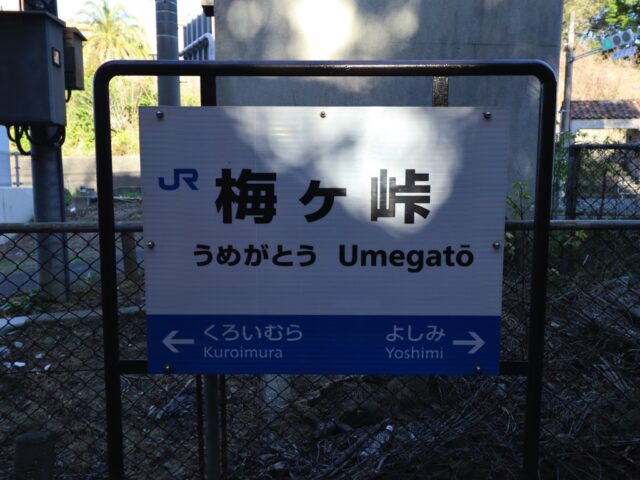 JR 梅ヶ峠
うめがとう Umegatō
← くろいむら よしみ →
Kuroimura Yoshimi